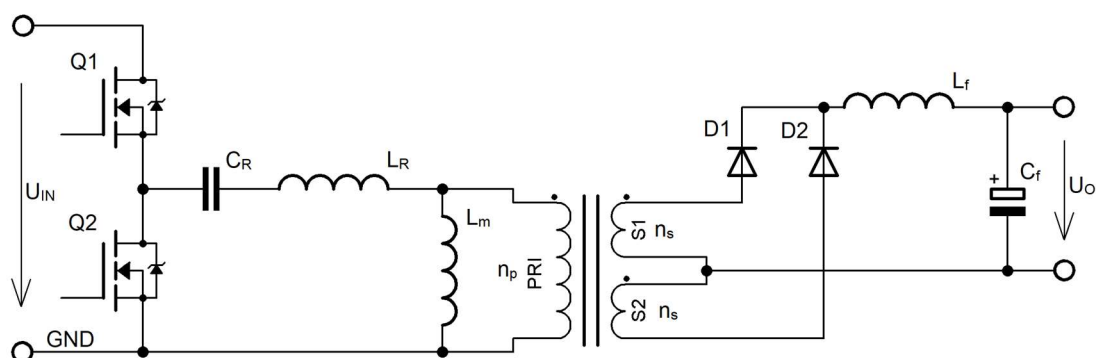 Q1
Q2
U_IN
GND
C_R
L_R
L_m
n_p
PRI
S1
n_s
S2
n_s
D1
D2
L_f
+
C_f
U_O